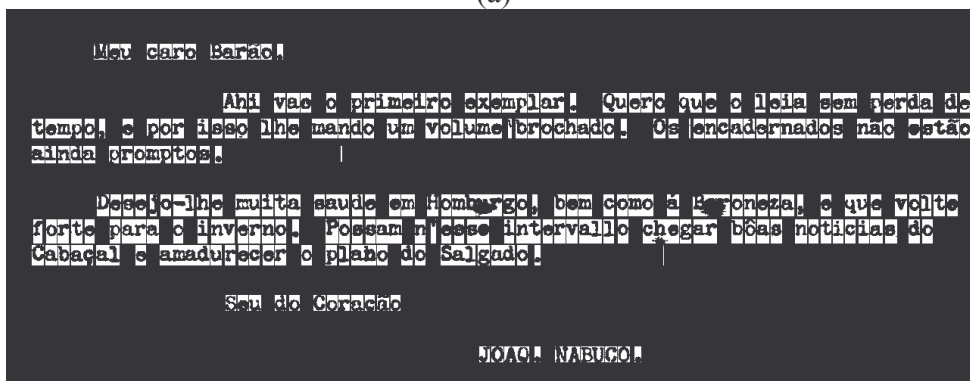 (a)
Meu caro Barão.
Ahi vae o primeiro exemplar. Quero que o leia sem perda de
tempo, e por isso lhe mando um volume brochado. Os encadernados não estão
ainda promptos.
Desejo-lhe muita saude em Homburgo, bem como á Baroneza, e que volte
forte para o inverno. Possam n'esse intervallo chegar bôas noticias do
Cabaçal e amadurecer o plano do Salgado.
Seu do Coração
JOAQ. NABUCO.